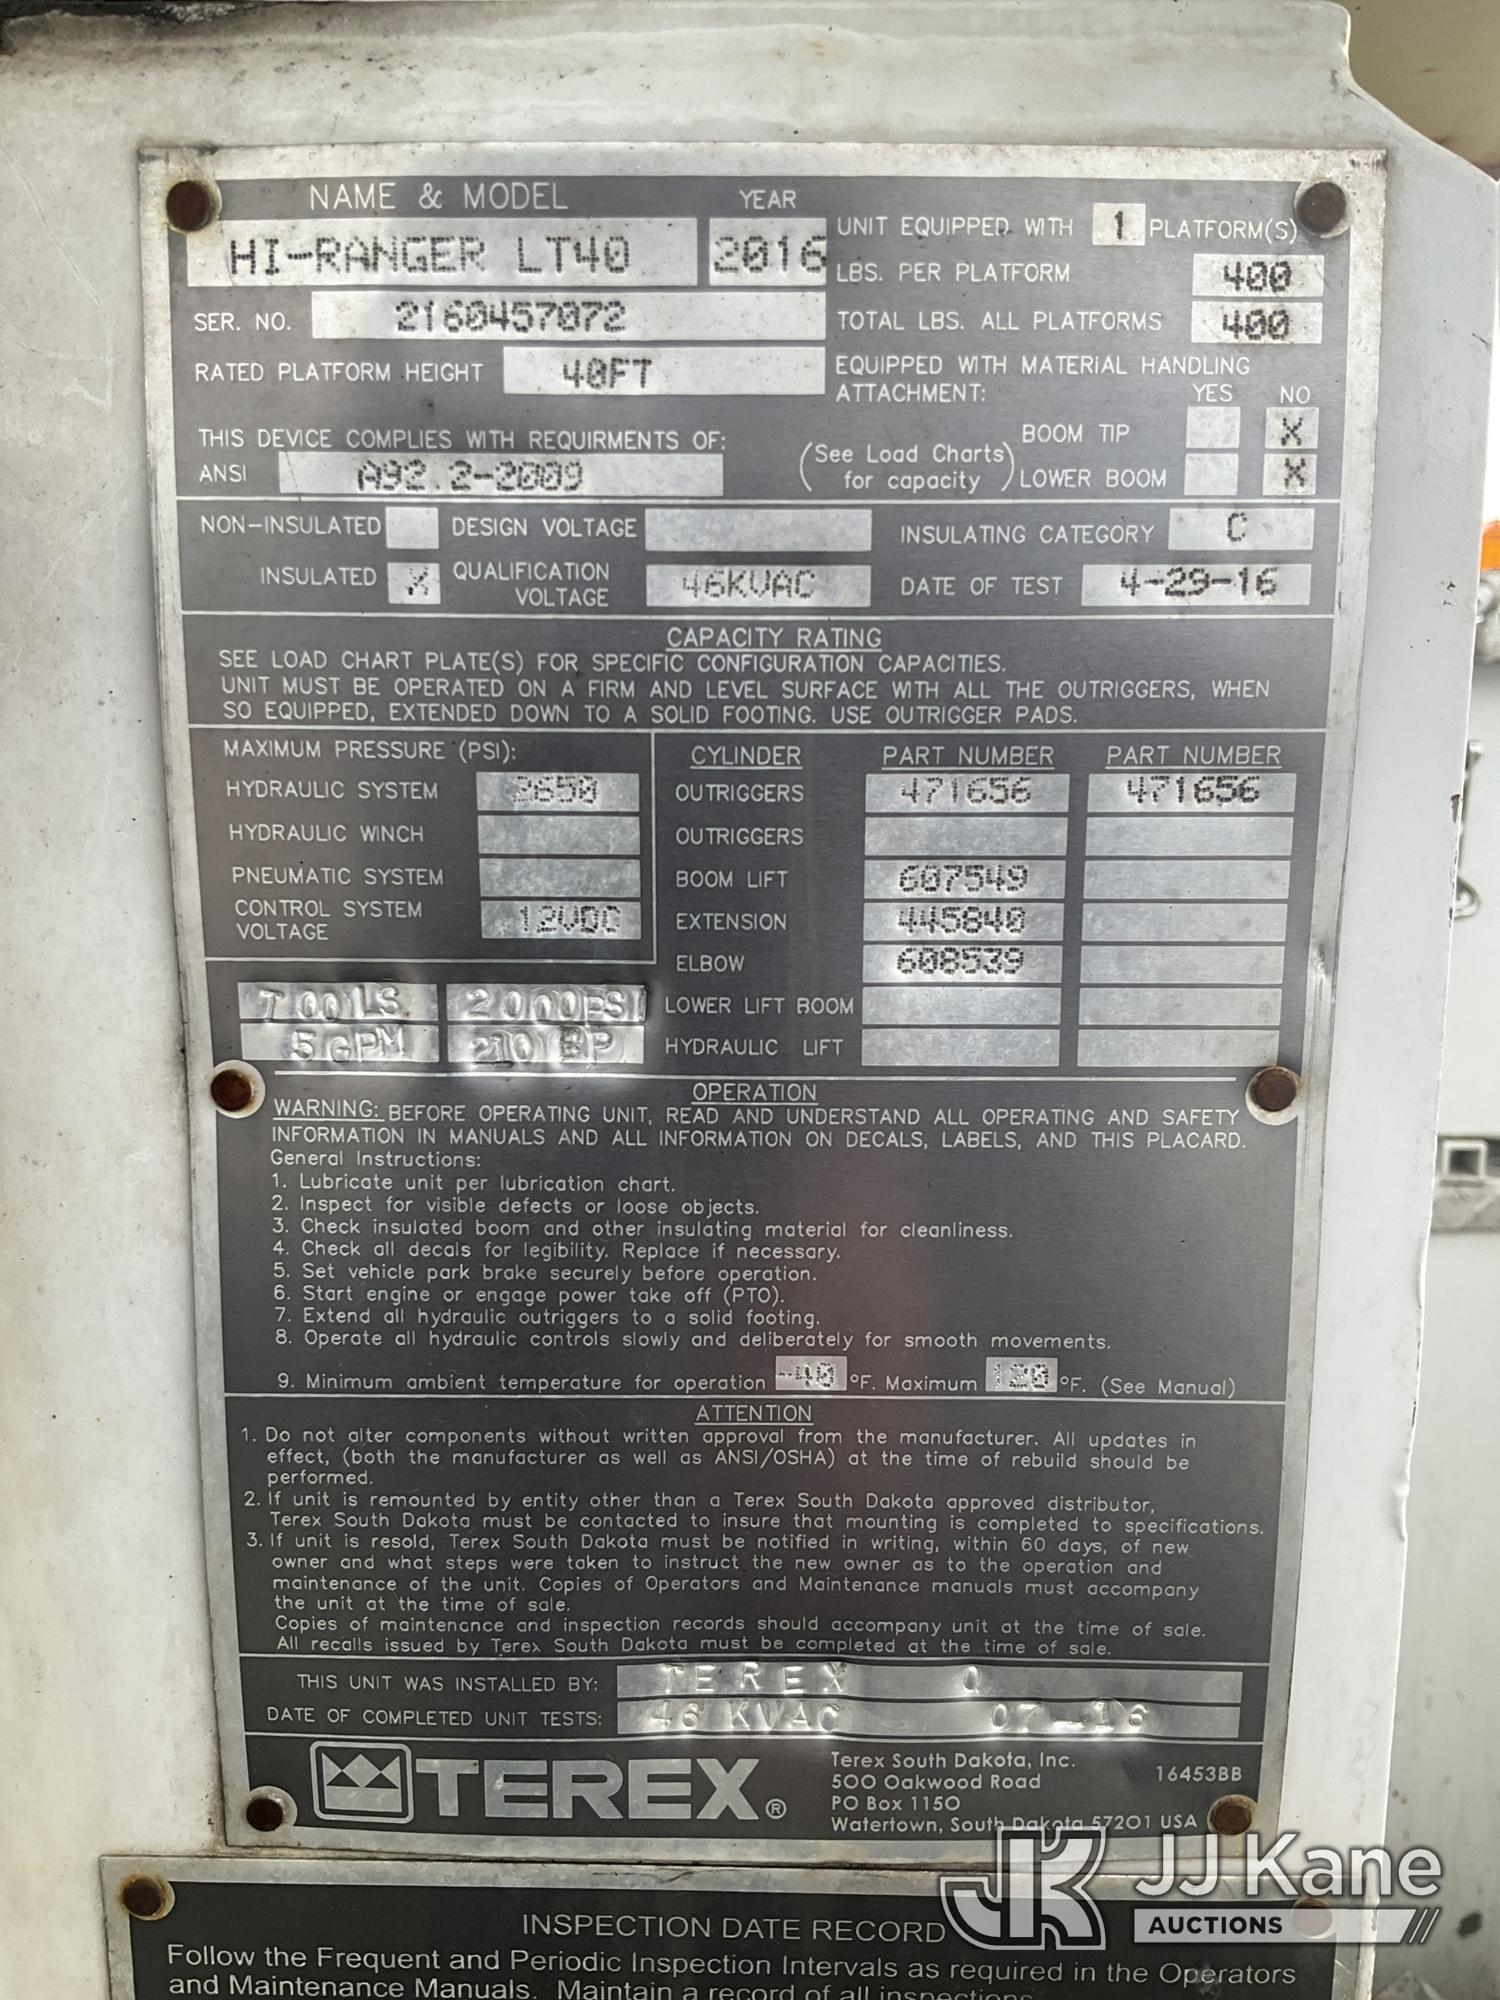 NAME & MODEL YEAR
HI-RANGER LT40 2016
UNIT EQUIPPED WITH 1 PLATFORM(S)
LBS. PER PLATFORM 400
SER. NO. 2160457072
TOTAL LBS. ALL PLATFORMS 400
RATED PLATFORM HEIGHT 40FT
EQUIPPED WITH MATERIAL HANDLING
ATTACHMENT: YES NO
THIS DEVICE COMPLIES WITH REQUIRMENTS OF:
ANSI A92.2-2009
(See Load Charts for capacity)
BOOM TIP X
LOWER BOOM X
NON-INSULATED DESIGN VOLTAGE INSULATING CATEGORY C
INSULATED X QUALIFICATION VOLTAGE 46KVAC DATE OF TEST 4-29-16
CAPACITY RATING
SEE LOAD CHART PLATE(S) FOR SPECIFIC CONFIGURATION CAPACITIES.
UNIT MUST BE OPERATED ON A FIRM AND LEVEL SURFACE WITH ALL THE OUTRIGGERS, WHEN
SO EQUIPPED, EXTENDED DOWN TO A SOLID FOOTING. USE OUTRIGGER PADS.
MAXIMUM PRESSURE (PSI):
HYDRAULIC SYSTEM 3650
HYDRAULIC WINCH
PNEUMATIC SYSTEM
CONTROL SYSTEM
VOLTAGE 12VDC
TOOLS 2000PSI
5GPM 210 BP
CYLINDER PART NUMBER PART NUMBER
OUTRIGGERS 471656 471656
OUTRIGGERS
BOOM LIFT 607549
EXTENSION 445840
ELBOW 608539
LOWER LIFT BOOM
HYDRAULIC LIFT
OPERATION
WARNING: BEFORE OPERATING UNIT, READ AND UNDERSTAND ALL OPERATING AND SAFETY
INFORMATION IN MANUALS AND ALL INFORMATION ON DECALS, LABELS, AND THIS PLACARD.
General Instructions:
1. Lubricate unit per lubrication chart.
2. Inspect for visible defects or loose objects.
3. Check insulated boom and other insulating material for cleanliness.
4. Check all decals for legibility. Replace if necessary.
5. Set vehicle park brake securely before operation.
6. Start engine or engage power take off (PTO).
7. Extend all hydraulic outriggers to a solid footing.
8. Operate all hydraulic controls slowly and deliberately for smooth movements.
9. Minimum ambient temperature for operation -40 °F. Maximum 120 °F. (See Manual)
ATTENTION
1. Do not alter components without written approval from the manufacturer. All updates in
effect, (both the manufacturer as well as ANSI/OSHA) at the time of rebuild should be
performed.
2. If unit is remounted by entity other than a Terex South Dakota approved distributor,
Terex South Dakota must be contacted to insure that mounting is completed to specifications.
3. If unit is resold, Terex South Dakota must be notified in writing, within 60 days, of new
owner and what steps were taken to instruct the new owner as to the operation and
maintenance of the unit. Copies of Operators and Maintenance manuals must accompany
the unit at the time of sale.
Copies of maintenance and inspection records should accompany unit at the time of sale.
All recalls issued by Terex South Dakota must be completed at the time of sale.
THIS UNIT WAS INSTALLED BY: TEREX
DATE OF COMPLETED UNIT TESTS: 46 KVAC 07-16
TEREX®
Terex South Dakota, Inc.
500 Oakwood Road
PO Box 1150
Watertown, South Dakota 57201 USA
16453BB
INSPECTION DATE RECORD
Follow the Frequent and Periodic Inspection Intervals as required in the Operators
and Maintenance Manuals. Maintain a record of all inspections
JK JJ Kane
AUCTIONS